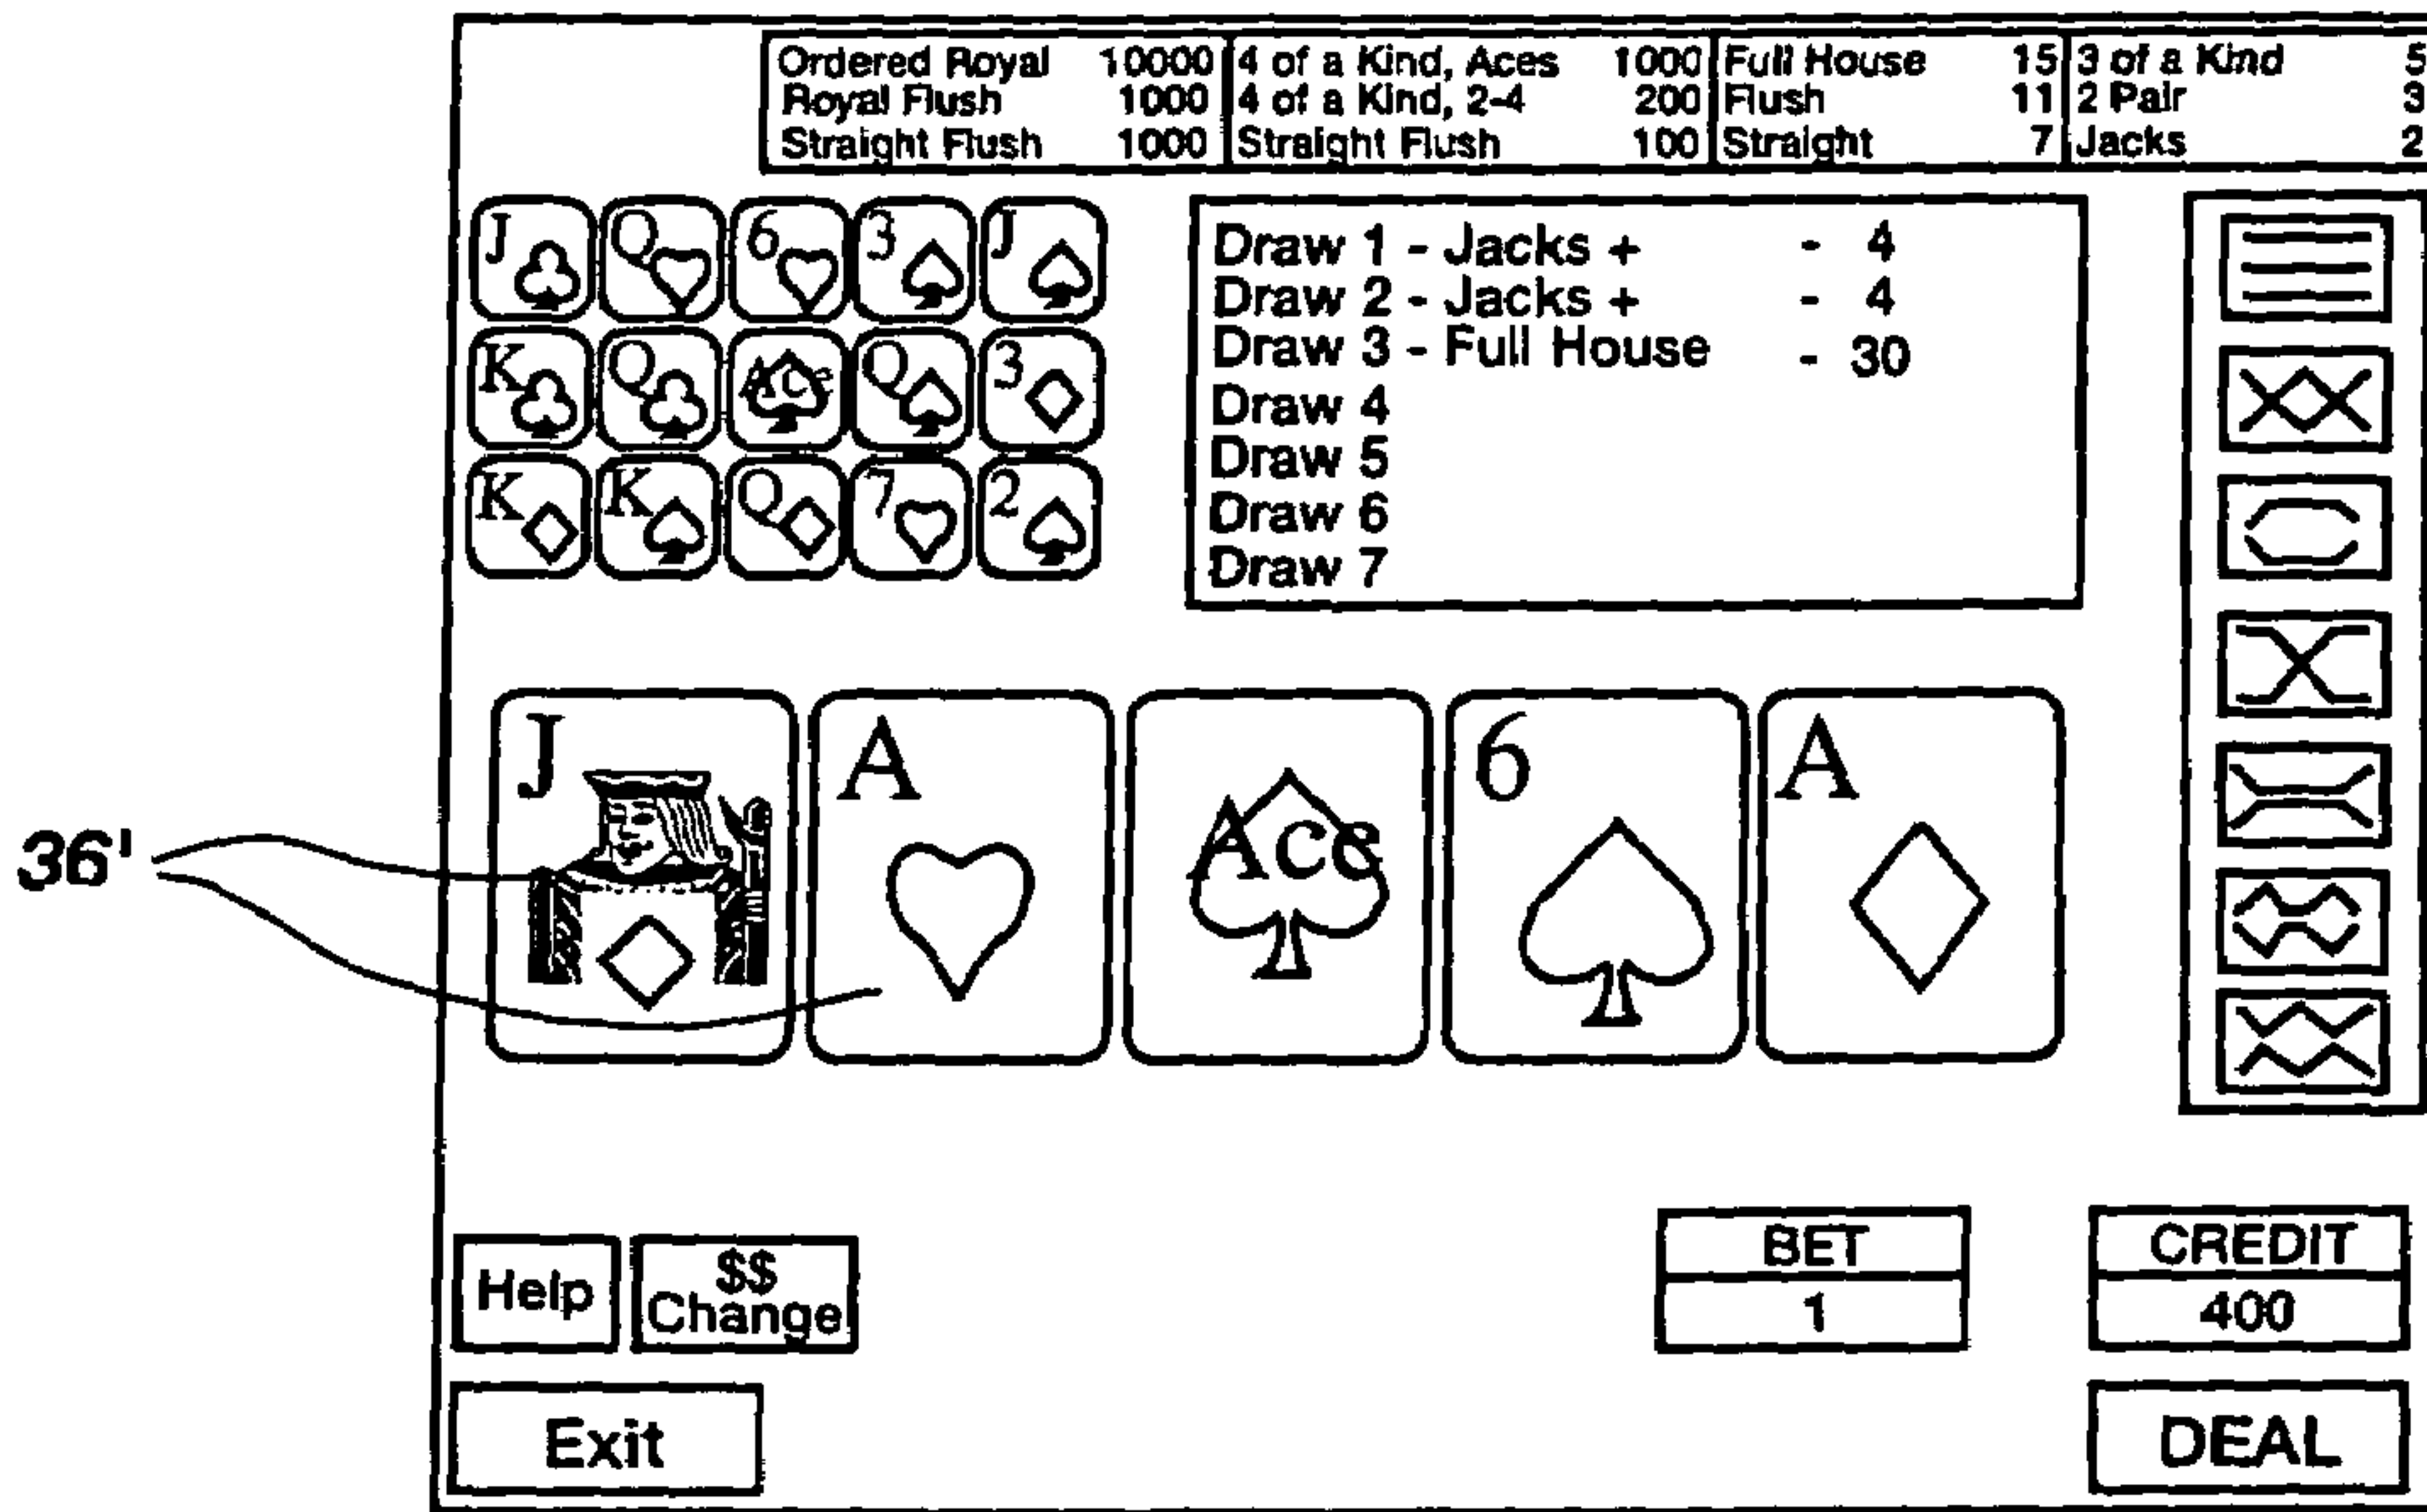 Ordered Royal 10000 4 of a Kind, Aces 1000 Full House 15 3 of a Kind 5
Royal Flush 1000 4 of a Kind, 2-4 200 Flush 11 2 Pair 3
Straight Flush 1000 Straight Flush 100 Straight 7 Jacks 2
J Q 6 3 J
K Q Ace Q 3
K K Q 7 2
Draw 1 - Jacks + - 4
Draw 2 - Jacks + - 4
Draw 3 - Full House - 30
Draw 4
Draw 5
Draw 6
Draw 7
J A Ace 6 A
36'
Help
$$
Change
BET
1
CREDIT
400
Exit
DEAL